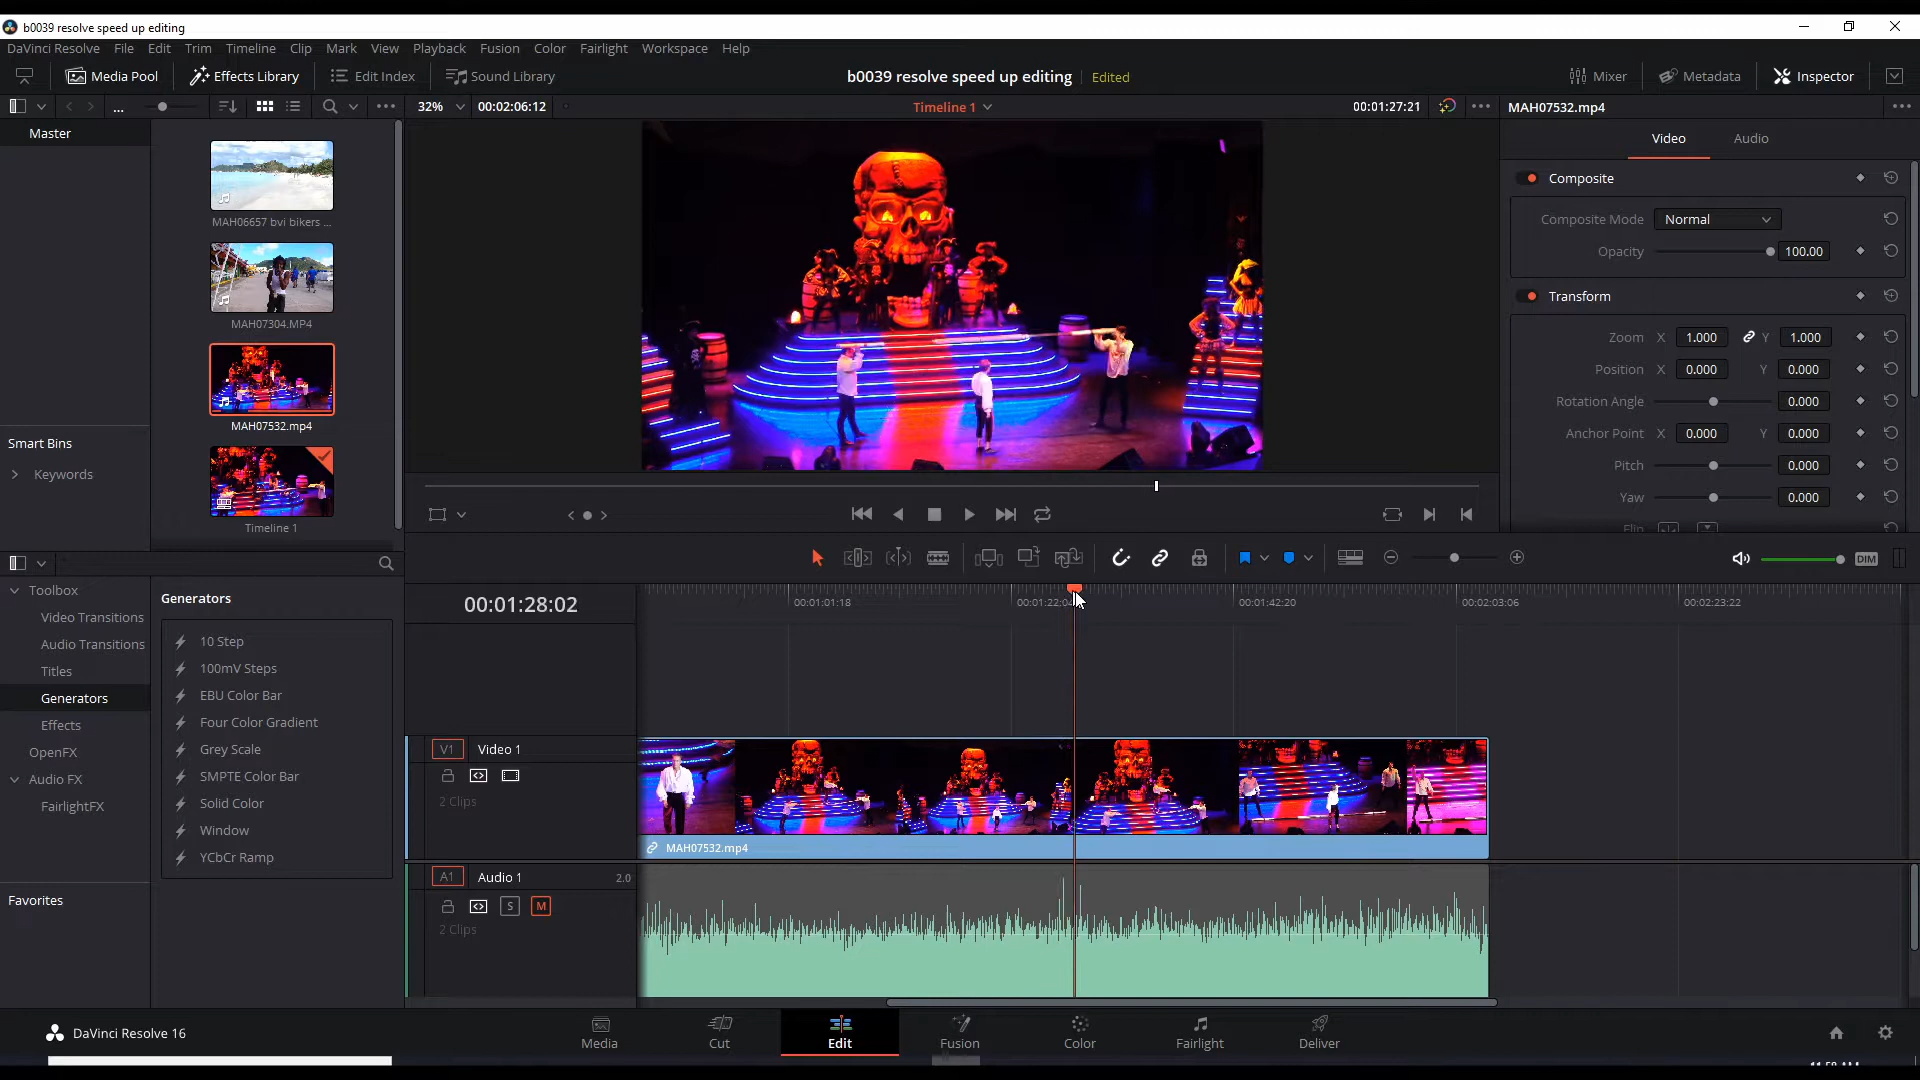 b0039 resolve speed up editing
DaVinci Resolve File Edit Trim Timeline Clip Mark View Playback Fusion Color Fairlight Workspace Help
Media Pool Effects Library Edit Index Sound Library b0039 resolve speed up editing Edited Mixer Metadata Inspector
... 32% 00:02:06:12 Timeline 1 00:01:27:21 MAH07532.mp4
Master
Video Audio
MAH06657 bvi bikers ...
MAH07304.MP4
MAH07532.mp4
Timeline 1
Smart Bins
Keywords
Composite
Composite Mode Normal
Opacity 100.00
Transform
Zoom X 1.000 Y 1.000
Position X 0.000 Y 0.000
Rotation Angle 0.000
Anchor Point X 0.000 Y 0.000
Pitch 0.000
Yaw 0.000
Flip
DIM
Toolbox
Video Transitions
Audio Transitions
Titles
Generators
Effects
OpenFX
Audio FX
FairlightFX
Favorites
Generators
10 Step
100mV Steps
EBU Color Bar
Four Color Gradient
Grey Scale
SMPTE Color Bar
Solid Color
Window
YCbCr Ramp
00:01:28:02
00:01:01:18 00:01:22:04 00:01:42:20 00:02:03:06 00:02:23:22
V1 Video 1
2 Clips
MAH07532.mp4
A1 Audio 1 2.0
S M
2 Clips
DaVinci Resolve 16
Media Cut Edit Fusion Color Fairlight Deliver